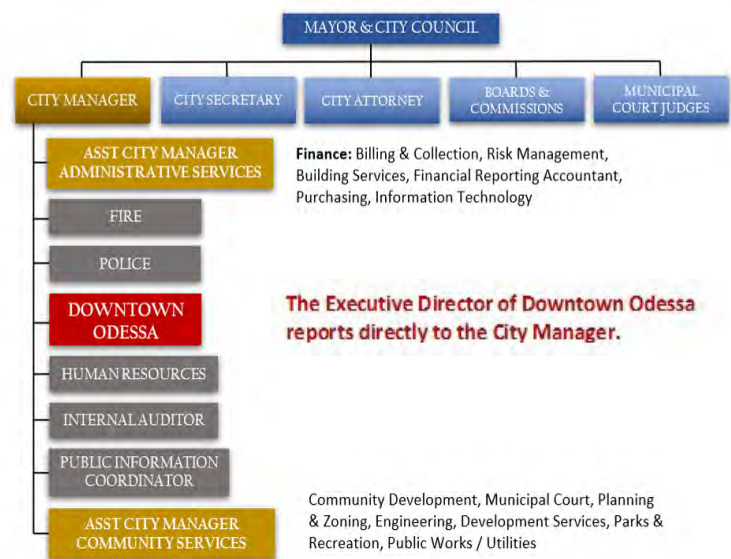 MAYOR & CITY COUNCIL
CITY MANAGER
CITY SECRETARY
CITY ATTORNEY
BOARDS &
COMMISSIONS
MUNICIPAL
COURT JUDGES
ASST CITY MANAGER
ADMINISTRATIVE SERVICES
Finance: Billing & Collection, Risk Management,
Building Services, Financial Reporting Accountant,
Purchasing, Information Technology
FIRE
POLICE
DOWNTOWN
ODESSA
The Executive Director of Downtown Odessa
reports directly to the City Manager.
HUMAN RESOURCES
INTERNAL AUDITOR
PUBLIC INFORMATION
COORDINATOR
ASST CITY MANAGER
COMMUNITY SERVICES
Community Development, Municipal Court, Planning
& Zoning, Engineering, Development Services, Parks &
Recreation, Public Works / Utilities